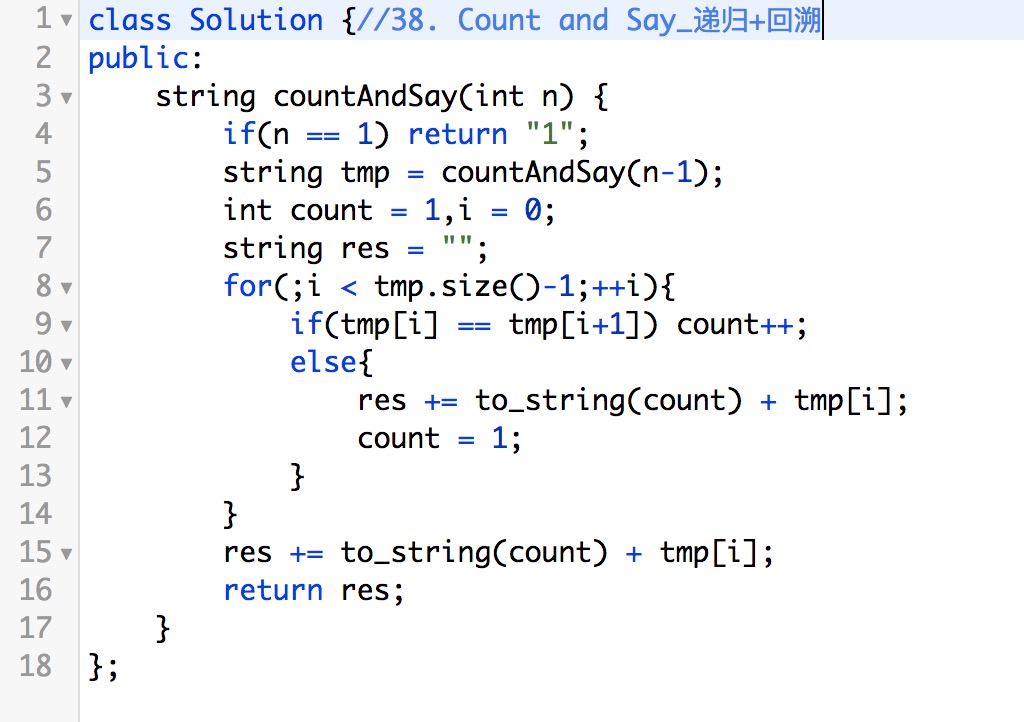 1 class Solution {//38. Count and Say_递归+回溯
2 public:
3     string countAndSay(int n) {
4         if(n == 1) return "1";
5         string tmp = countAndSay(n-1);
6         int count = 1,i = 0;
7         string res = "";
8         for(;i < tmp.size()-1;++i){
9             if(tmp[i] == tmp[i+1]) count++;
10             else{
11                 res += to_string(count) + tmp[i];
12                 count = 1;
13             }
14         }
15         res += to_string(count) + tmp[i];
16         return res;
17     }
18 };